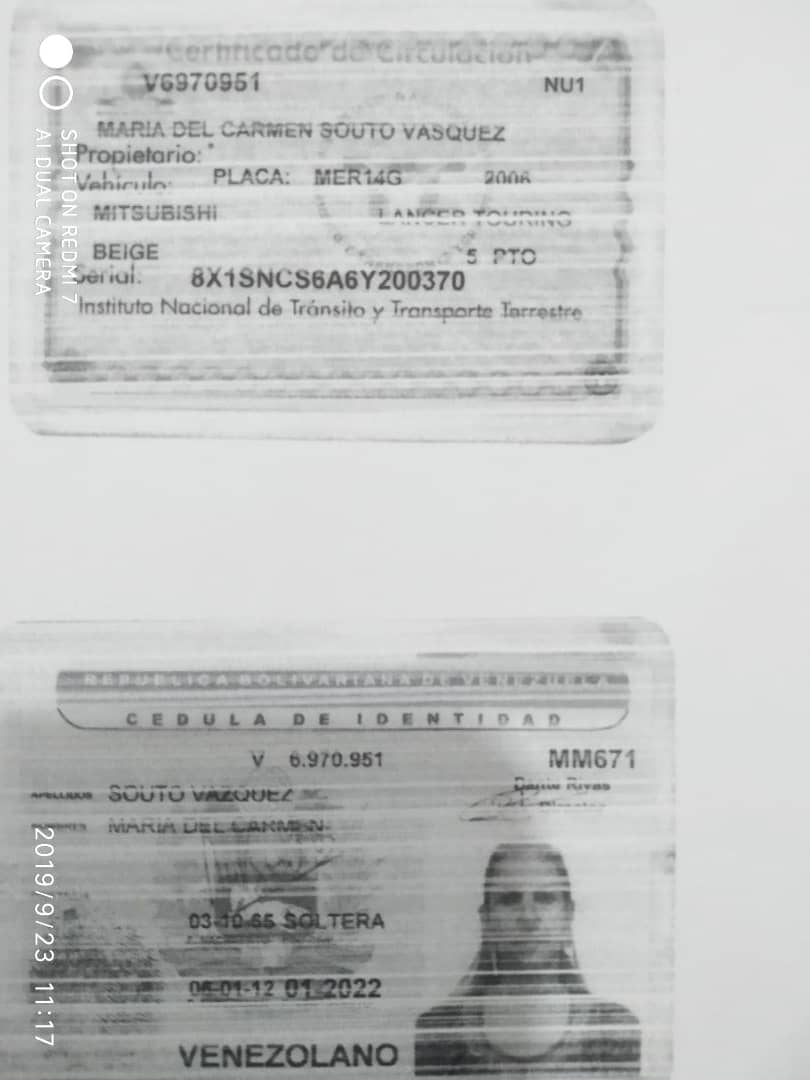 Certificado de Circulación
V6970951 NU1
MARIA DEL CARMEN SOUTO VASQUEZ
Propietario:
Vehiculo: PLACA: MER14G 2006
MITSUBISHI LANCER TOURING
BEIGE 5 PTO
Serial: 8X1SNCS6A6Y200370
Instituto Nacional de Tránsito y Transporte Terrestre
SHOT ON REDMI 7
AI DUAL CAMERA
REPUBLICA BOLIVARIANA DE VENEZUELA
CEDULA DE IDENTIDAD
V 6.970.951 MM671
Dante Rivas
Director
APELLIDOS SOUTO VAZQUEZ
NOMBRES MARIA DEL CARMEN
03-10-65 SOLTERA
06-01-12 01-2022
VENEZOLANO
2019/9/23 11:17